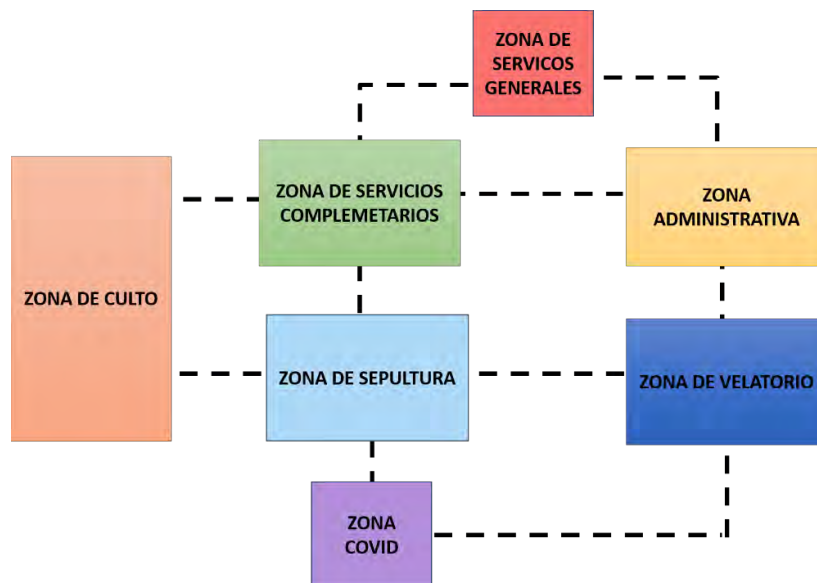 ZONA DE
SERVICOS
GENERALES
ZONA DE SERVICIOS
COMPLEMETARIOS
ZONA
ADMINISTRATIVA
ZONA DE CULTO
ZONA DE SEPULTURA
ZONA DE VELATORIO
ZONA
COVID